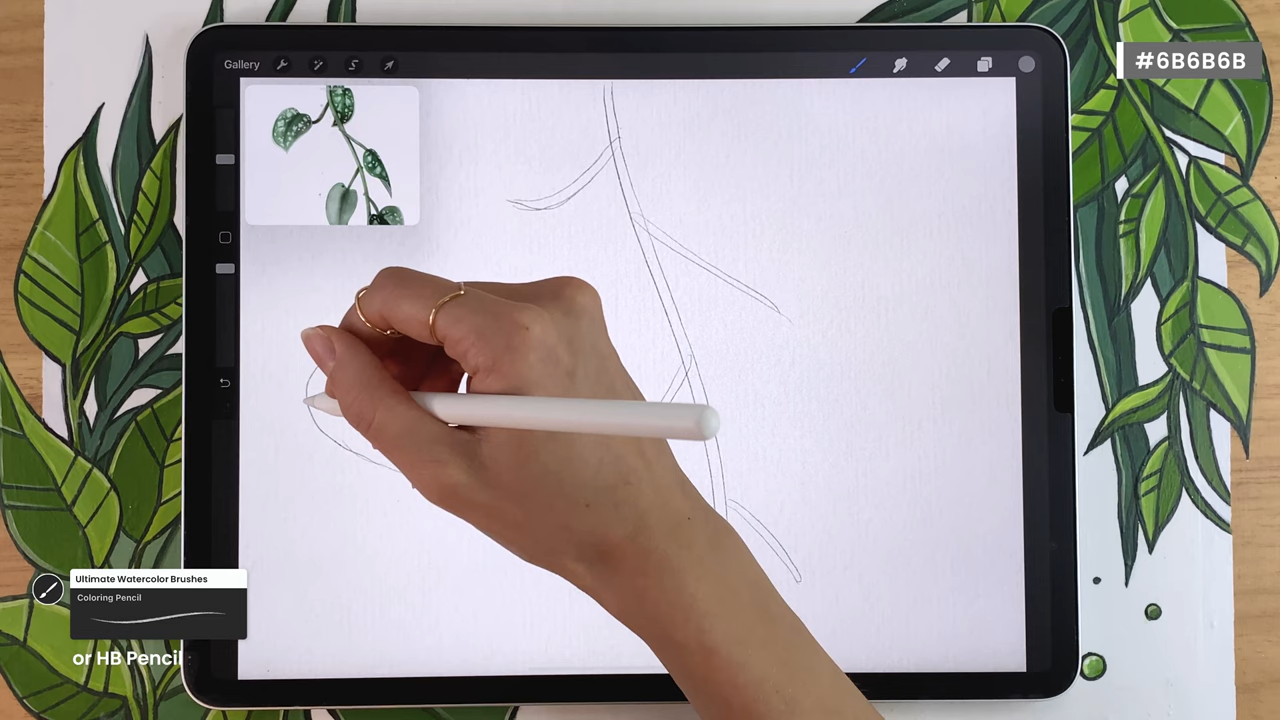 Gallery
#6B6B6B
Ultimate Watercolor Brushes
Coloring Pencil
or HB Pencil